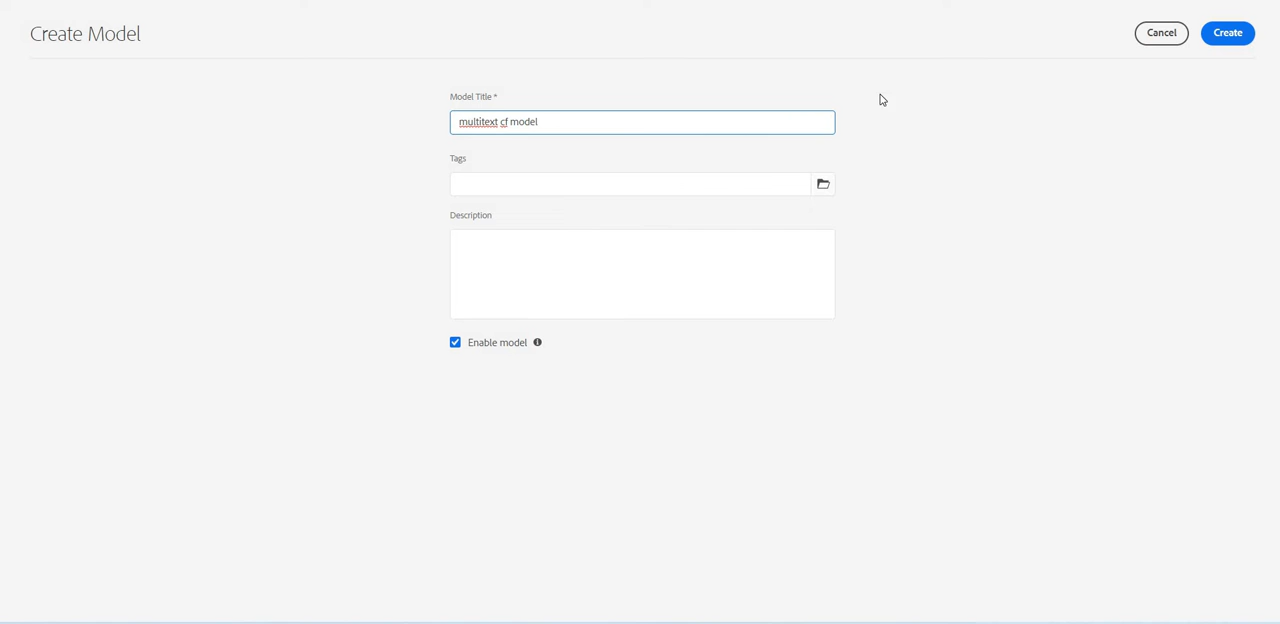 Create Model
Cancel
Create
Model Title *
multitext cf model
Tags
Description
Enable model